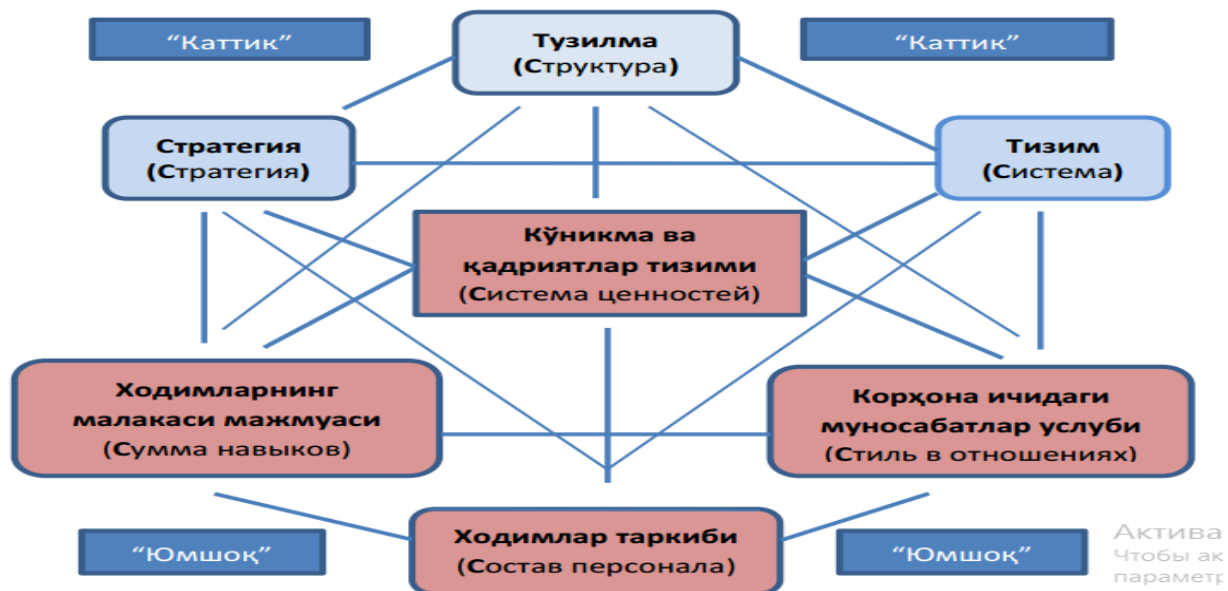 “Каттик”
Тузилма
(Структура)
“Каттик”
Стратегия
(Стратегия)
Тизим
(Система)
Кўникма ва
қадриятлар тизими
(Система ценностей)
Ходимларнинг
малакаси мажмуаси
(Сумма навыков)
Корҳона ичидаги
муносабатлар услуби
(Стиль в отношениях)
“Юмшоқ”
Ходимлар таркиби
(Состав персонала)
“Юмшоқ”
Актива
Чтобы ак
параметр